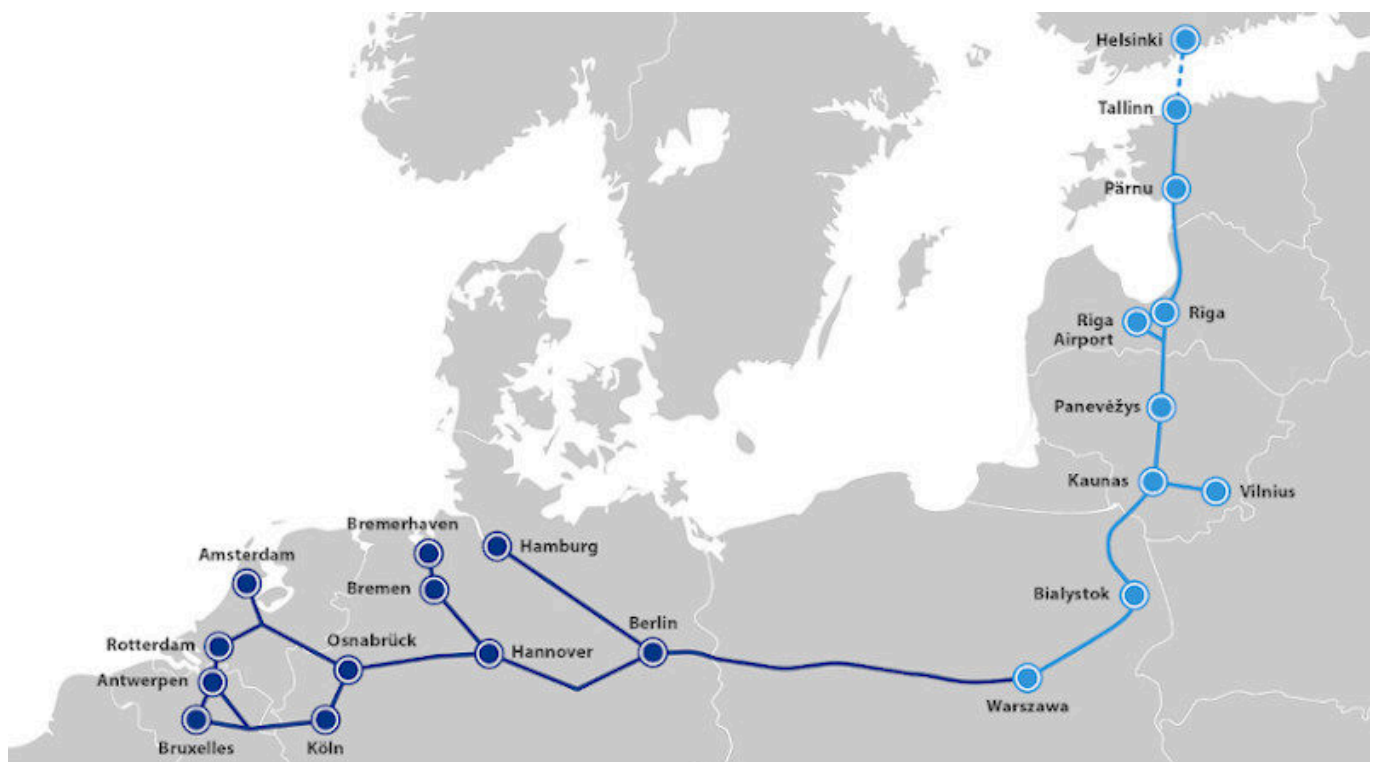 Helsinki
Tallinn
Pärnu
Riga
Riga
Airport
Panevėžys
Kaunas
Vilnius
Bremerhaven
Hamburg
Amsterdam
Bremen
Bialystok
Berlin
Osnabrück
Rotterdam
Hannover
Antwerpen
Warszawa
Bruxelles
Köln